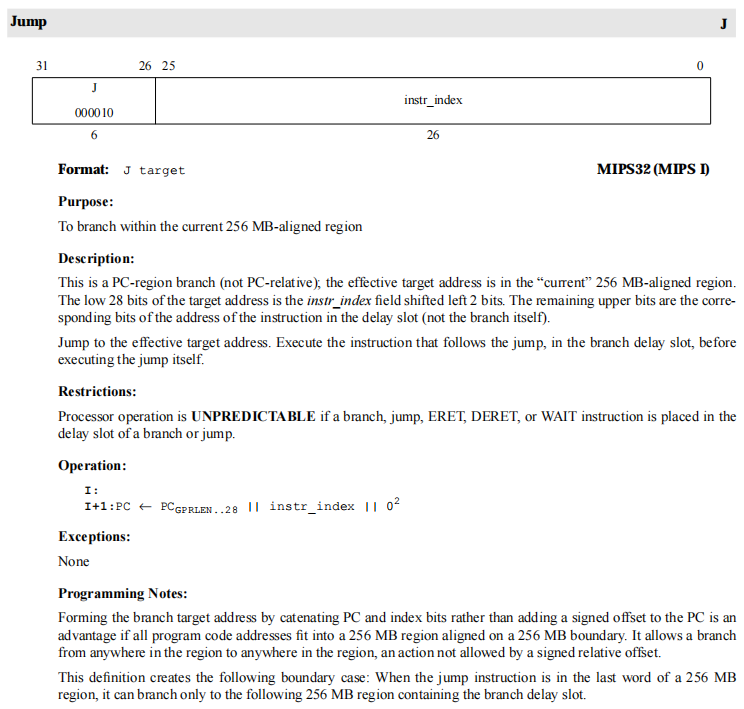 Jump J
31 26 25 0
J
000010
instr_index
6 26
Format: J target MIPS32 (MIPS I)
Purpose:
To branch within the current 256 MB-aligned region
Description:
This is a PC-region branch (not PC-relative); the effective target address is in the “current” 256 MB-aligned region.
The low 28 bits of the target address is the instr_index field shifted left 2 bits. The remaining upper bits are the corre-
sponding bits of the address of the instruction in the delay slot (not the branch itself).
Jump to the effective target address. Execute the instruction that follows the jump, in the branch delay slot, before
executing the jump itself.
Restrictions:
Processor operation is UNPREDICTABLE if a branch, jump, ERET, DERET, or WAIT instruction is placed in the
delay slot of a branch or jump.
Operation:
I:
I+1:PC ← PCGPRLEN..28 || instr_index || 0²
Exceptions:
None
Programming Notes:
Forming the branch target address by catenating PC and index bits rather than adding a signed offset to the PC is an
advantage if all program code addresses fit into a 256 MB region aligned on a 256 MB boundary. It allows a branch
from anywhere in the region to anywhere in the region, an action not allowed by a signed relative offset.
This definition creates the following boundary case: When the jump instruction is in the last word of a 256 MB
region, it can branch only to the following 256 MB region containing the branch delay slot.